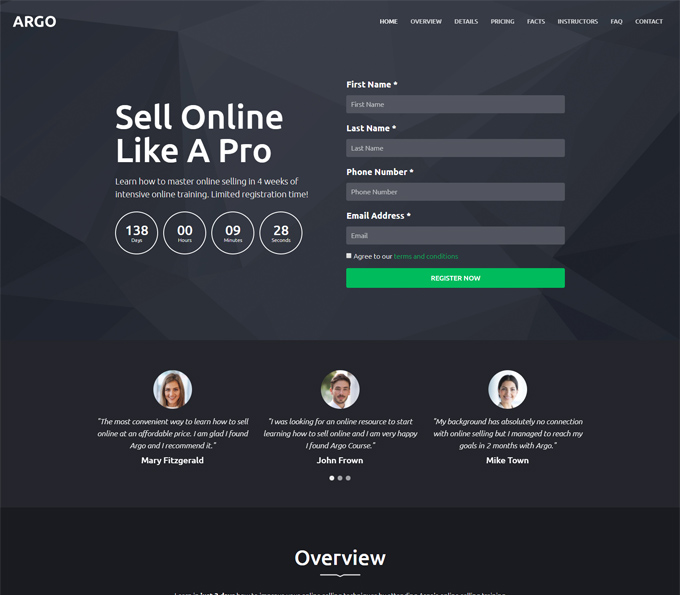 ARGO
HOME OVERVIEW DETAILS PRICING FACTS INSTRUCTORS FAQ CONTACT
Sell Online
Like A Pro
Learn how to master online selling in 4 weeks of
intensive online training. Limited registration time!
138 00 09 28
Days Hours Minutes Seconds
First Name *
First Name
Last Name *
Last Name
Phone Number *
Phone Number
Email Address *
Email
Agree to our terms and conditions
REGISTER NOW
"The most convenient way to learn how to sell
online at an affordable price. I am glad I found
Argo and I recommend it."
Mary Fitzgerald
"I was looking for an online resource to start
learning how to sell online and I am very happy
I found Argo Course."
John Frown
"My background has absolutely no connection
with online selling but I managed to reach my
goals in 2 months with Argo."
Mike Town
Overview